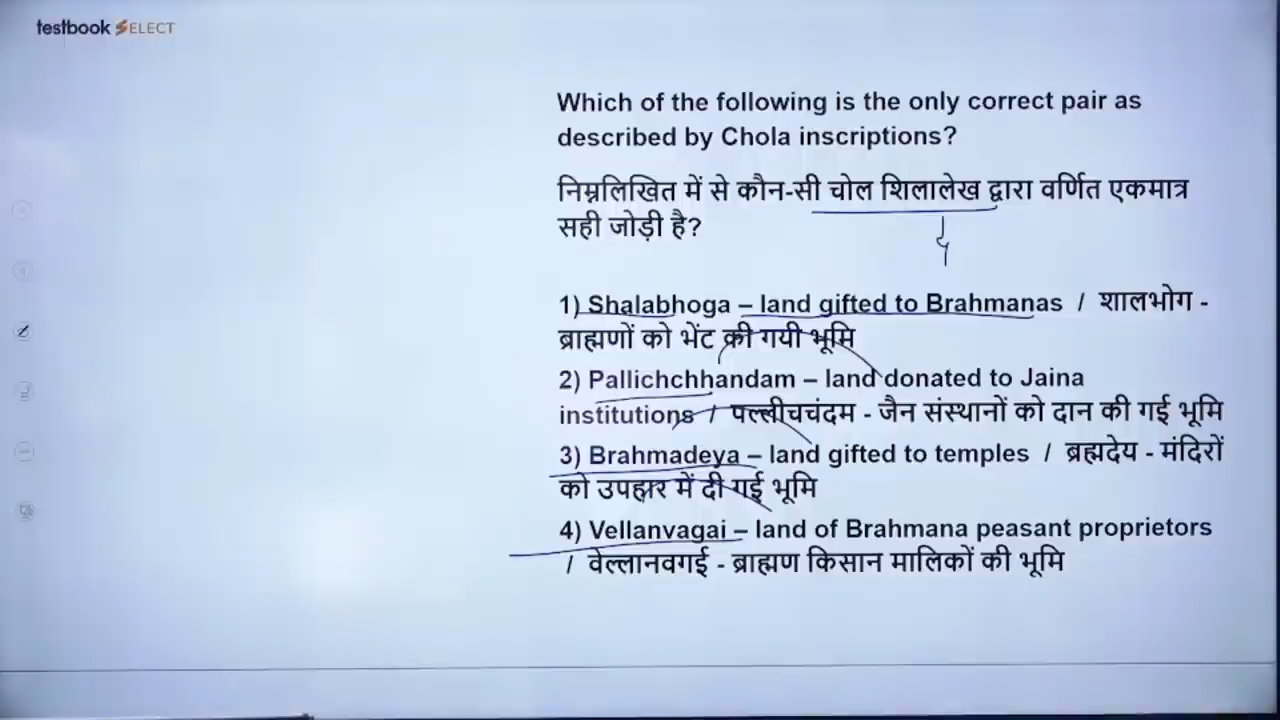 testbook SELECT
Which of the following is the only correct pair as
described by Chola inscriptions?
निम्नलिखित में से कौन-सी चोल शिलालेख द्वारा वर्णित एकमात्र
सही जोड़ी है?
1) Shalabhoga – land gifted to Brahmanas / शालभोग -
ब्राह्मणों को भेंट की गयी भूमि
2) Pallichchhandam – land donated to Jaina
institutions / पल्लीचचंदम - जैन संस्थानों को दान की गई भूमि
3) Brahmadeya – land gifted to temples / ब्रह्मदेय - मंदिरों
को उपहार में दी गई भूमि
4) Vellanvagai – land of Brahmana peasant proprietors
/ वेल्लानवगई - ब्राह्मण किसान मालिकों की भूमि